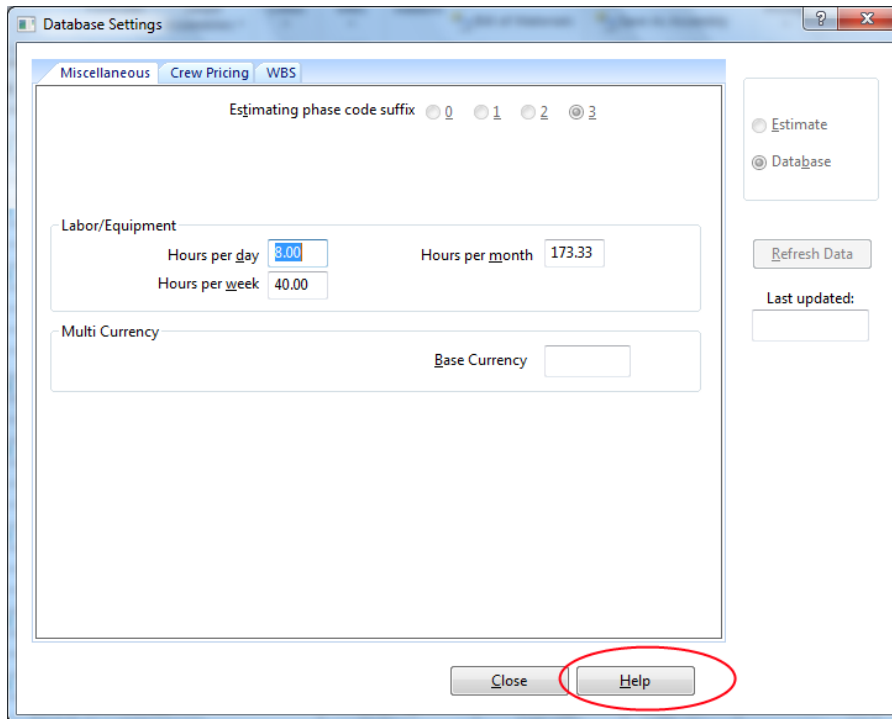 Database Settings
Miscellaneous Crew Pricing WBS
Estimating phase code suffix 0 1 2 3
Estimate
Database
Labor/Equipment
Hours per day 8.00 Hours per month 173.33
Hours per week 40.00
Refresh Data
Last updated:
Multi Currency
Base Currency
Close Help